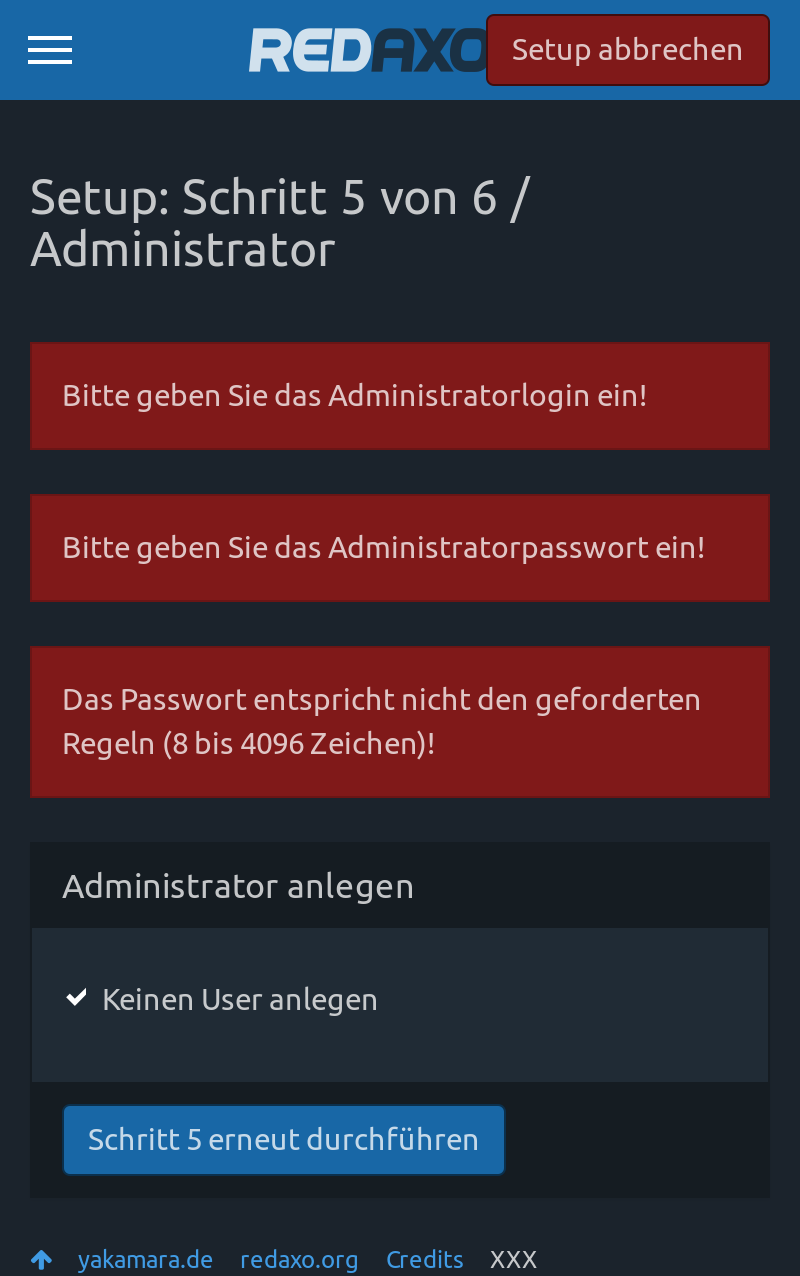 REDAXO
Setup abbrechen
Setup: Schritt 5 von 6 /
Administrator
Bitte geben Sie das Administratorlogin ein!
Bitte geben Sie das Administratorpasswort ein!
Das Passwort entspricht nicht den geforderten
Regeln (8 bis 4096 Zeichen)!
Administrator anlegen
Keinen User anlegen
Schritt 5 erneut durchführen
yakamara.de redaxo.org Credits XXX